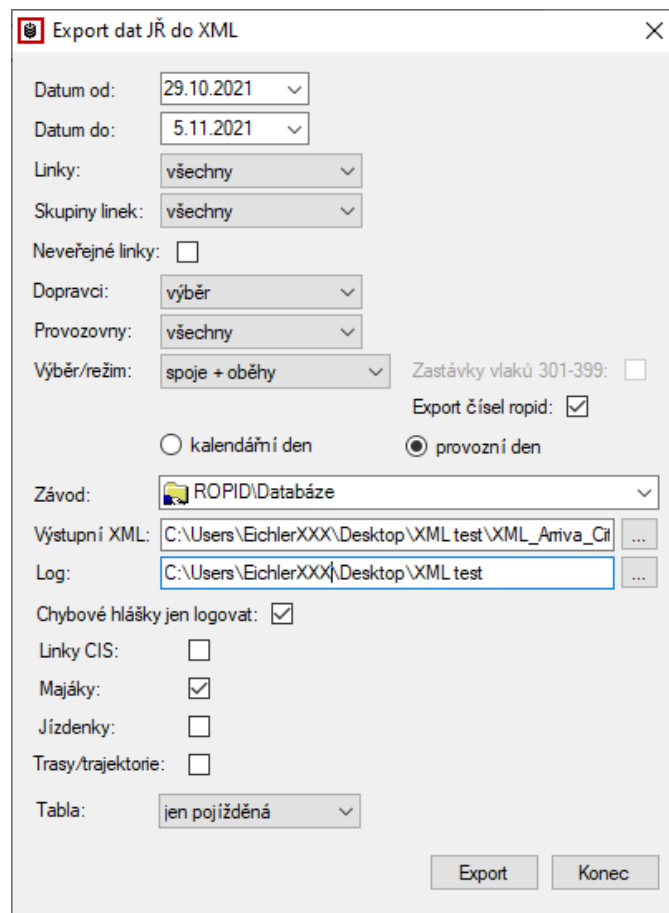 Export dat JŘ do XML
Datum od: 29.10.2021
Datum do: 5.11.2021
Linky: všechny
Skupiny linek: všechny
Neveřejné linky:
Dopravci: výběr
Provozovny: všechny
Výběr/režim: spoje + oběhy Zastávky vlaků 301-399:
Export čísel ropid:
kalendářní den provozní den
Závod: ROPID\Databáze
Výstupní XML: C:\Users\EichlerXXX\Desktop\XML test\XML_Arriva_Cit ...
Log: C:\Users\EichlerXXX\Desktop\XML test ...
Chybové hlášky jen logovat:
Linky CIS:
Majáky:
Jízdenky:
Trasy/trajektorie:
Tabla: jen pojížděná
Export Konec